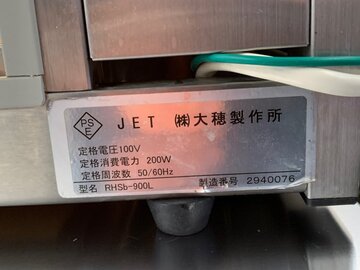 PSE JET ㈱大穂製作所
定格電圧100V
定格消費電力 200W
定格周波数 50/60Hz
型名 RHSb-900L 製造番号 2940076